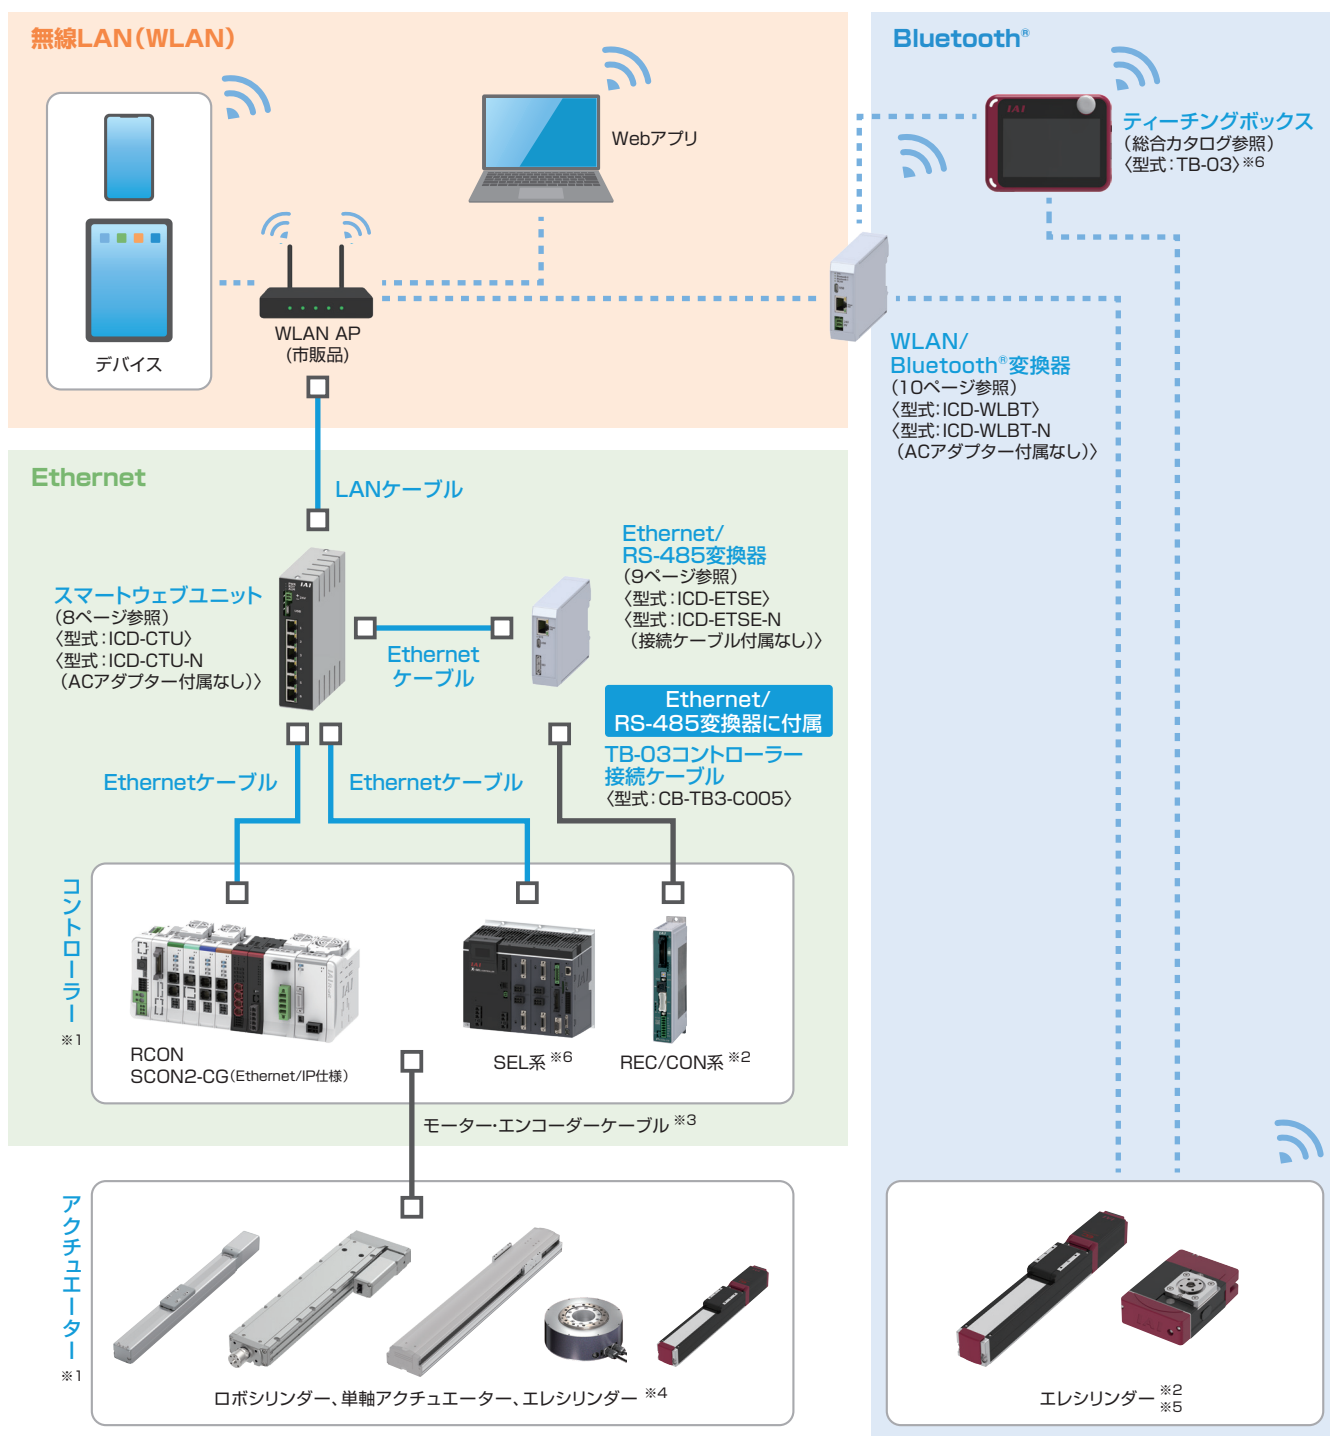 無線LAN(WLAN)
Bluetooth®
Webアプリ
IAI
ティーチングボックス
(総合カタログ参照)
〈型式:TB-03〉※6
WLAN AP
(市販品)
デバイス
WLAN/
Bluetooth®変換器
(10ページ参照)
〈型式:ICD-WLBT〉
〈型式:ICD-WLBT-N
(ACアダプター付属なし)〉
Ethernet
LANケーブル
Ethernet/
RS-485変換器
(9ページ参照)
〈型式:ICD-ETSE〉
〈型式:ICD-ETSE-N
(接続ケーブル付属なし)〉
スマートウェブユニット
(8ページ参照)
〈型式:ICD-CTU〉
〈型式:ICD-CTU-N
(ACアダプター付属なし)〉
IAI
Ethernet
ケーブル
Ethernet/
RS-485変換器に付属
TB-03コントローラー
接続ケーブル
〈型式:CB-TB3-C005〉
Ethernetケーブル
Ethernetケーブル
コントローラー
※1
RCON
SCON2-CG(Ethernet/IP仕様)
IAI
SEL系※6
REC/CON系※2
モーター・エンコーダーケーブル※3
アクチュエーター
※1
ロボシリンダー、単軸アクチュエーター、エレシリンダー※4
エレシリンダー※2
※5